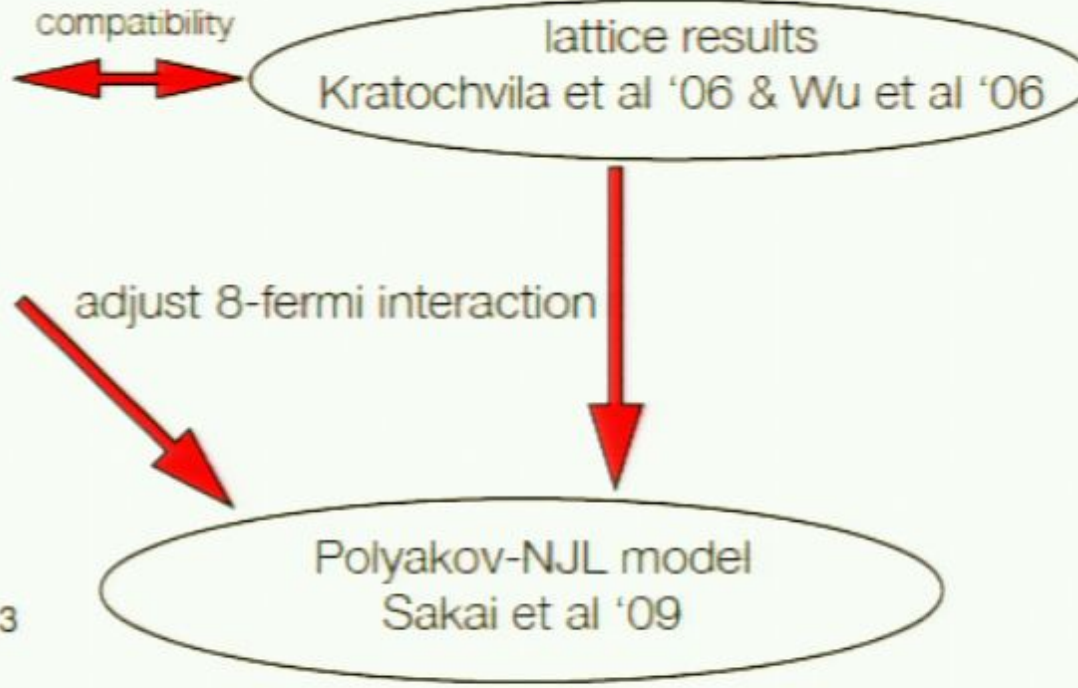 compatibility
lattice results
Kratochvila et al ‘06 & Wu et al ‘06
adjust 8-fermi interaction
Polyakov-NJL model
Sakai et al ‘09
3